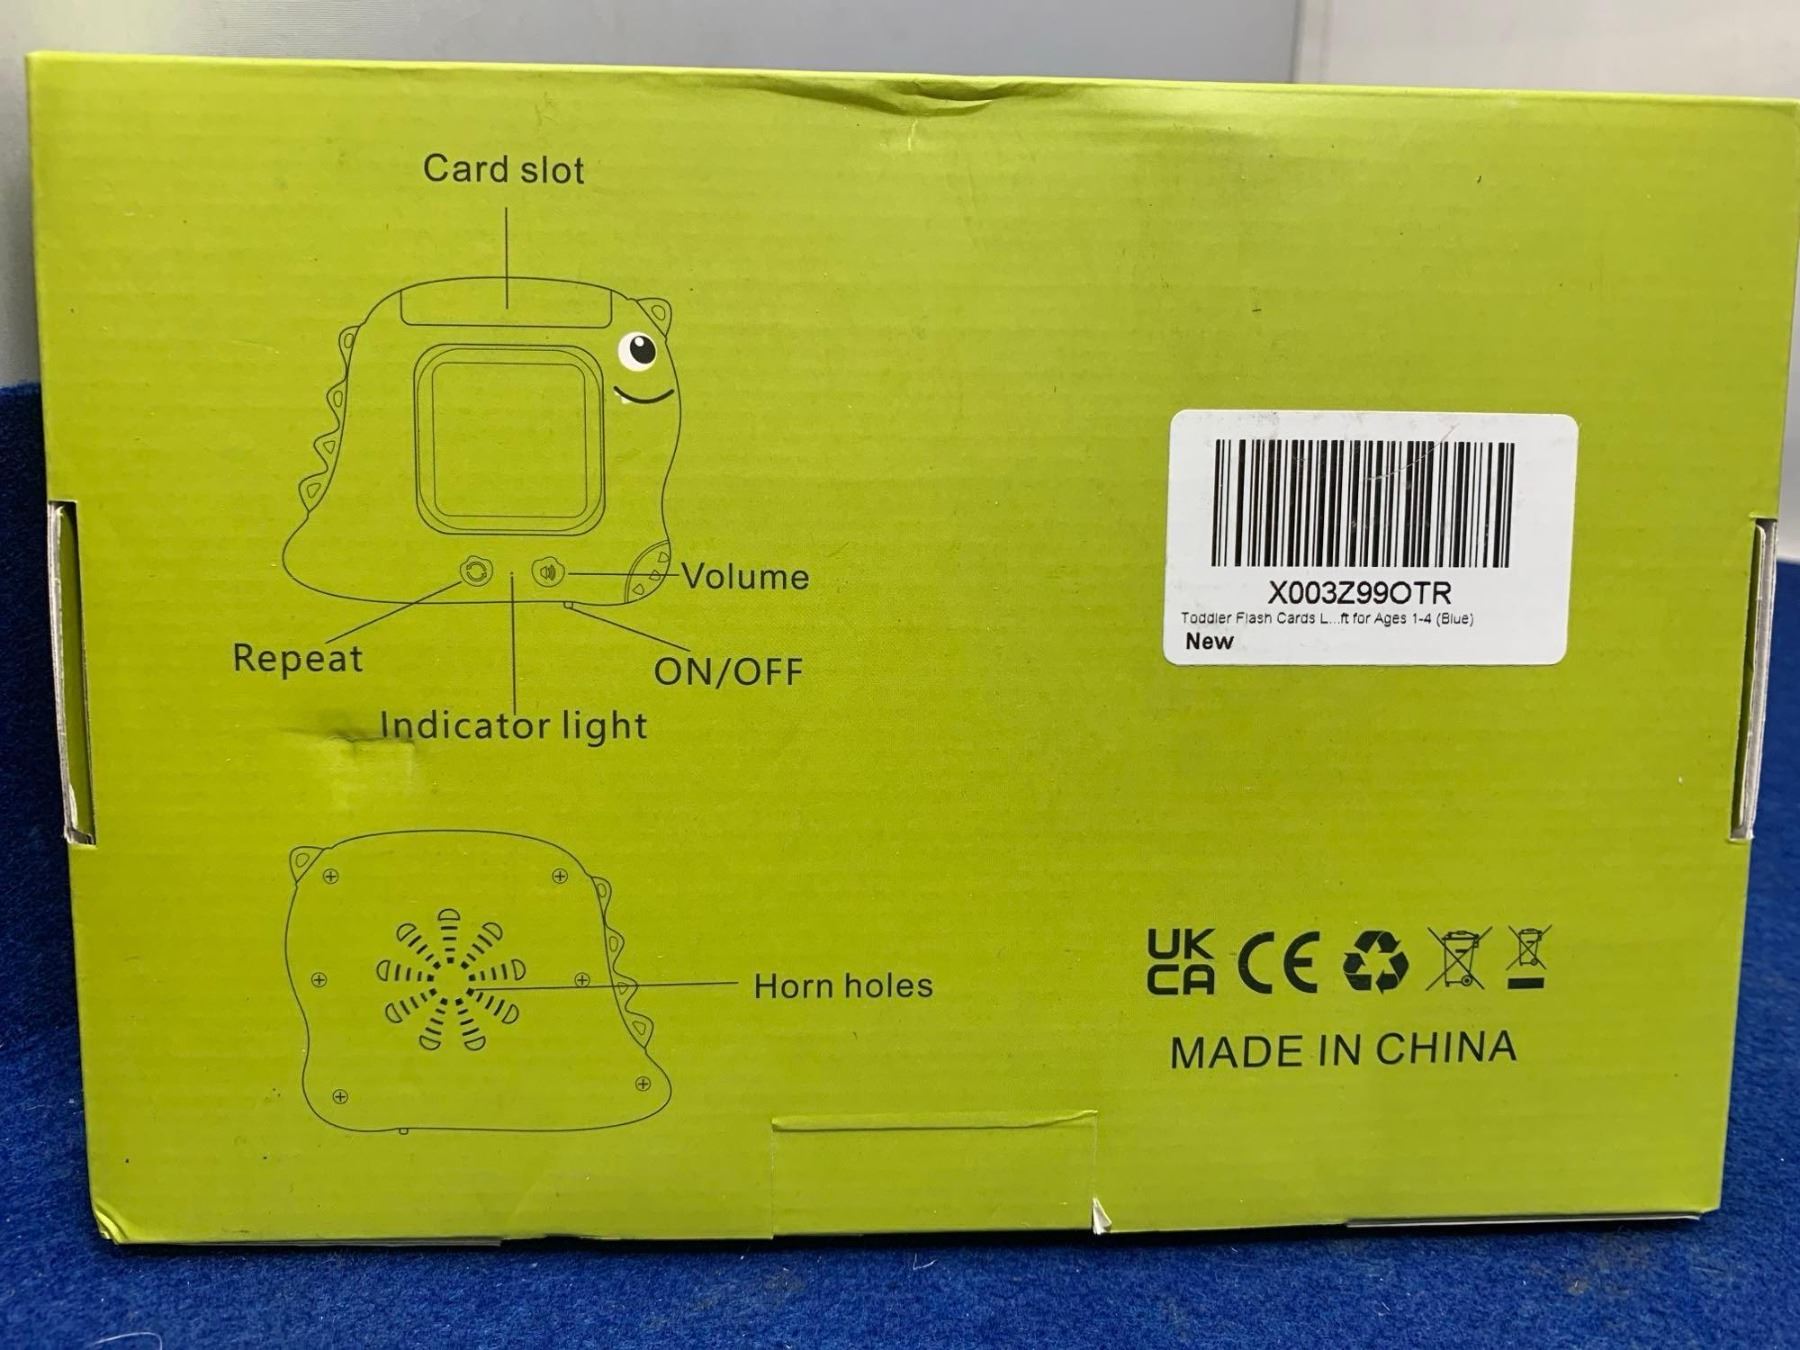 Card slot
Volume
Repeat
ON/OFF
Indicator light
X003Z99OTR
Toddler Flash Cards L...ft for Ages 1-4 (Blue)
New
Horn holes
UK
CA
CE
MADE IN CHINA